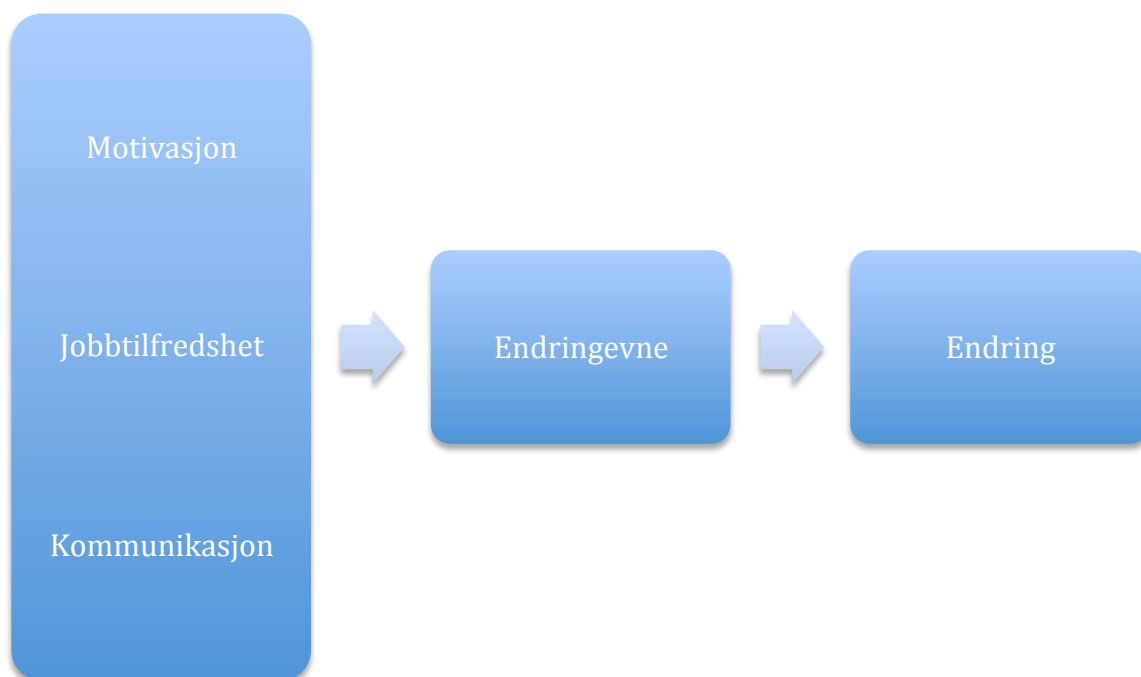 Motivasjon
Jobbtilfredshet
Kommunikasjon
Endringevne
Endring